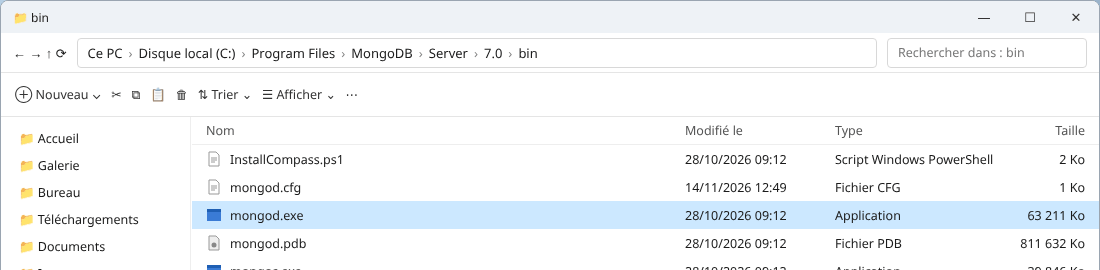 bin
Ce PC › Disque local (C:) › Program Files › MongoDB › Server › 7.0 › bin
Rechercher dans : bin
Nouveau Trier Afficher ···
Nom Modifié le Type Taille
Accueil
Galerie
Bureau
Téléchargements
Documents
InstallCompass.ps1 28/10/2026 09:12 Script Windows PowerShell 2 Ko
mongod.cfg 14/11/2026 12:49 Fichier CFG 1 Ko
mongod.exe 28/10/2026 09:12 Application 63 211 Ko
mongod.pdb 28/10/2026 09:12 Fichier PDB 811 632 Ko